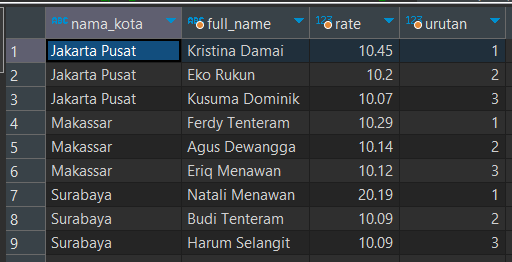 nama_kota full_name 123 rate 123 urutan
1 Jakarta Pusat Kristina Damai 10.45 1
2 Jakarta Pusat Eko Rukun 10.2 2
3 Jakarta Pusat Kusuma Dominik 10.07 3
4 Makassar Ferdy Tenteram 10.29 1
5 Makassar Agus Dewangga 10.14 2
6 Makassar Eriq Menawan 10.12 3
7 Surabaya Natali Menawan 20.19 1
8 Surabaya Budi Tenteram 10.09 2
9 Surabaya Harum Selangit 10.09 3